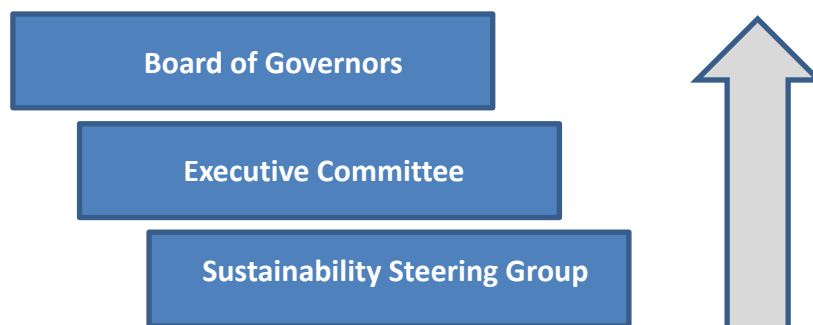 Board of Governors
Executive Committee
Sustainability Steering Group